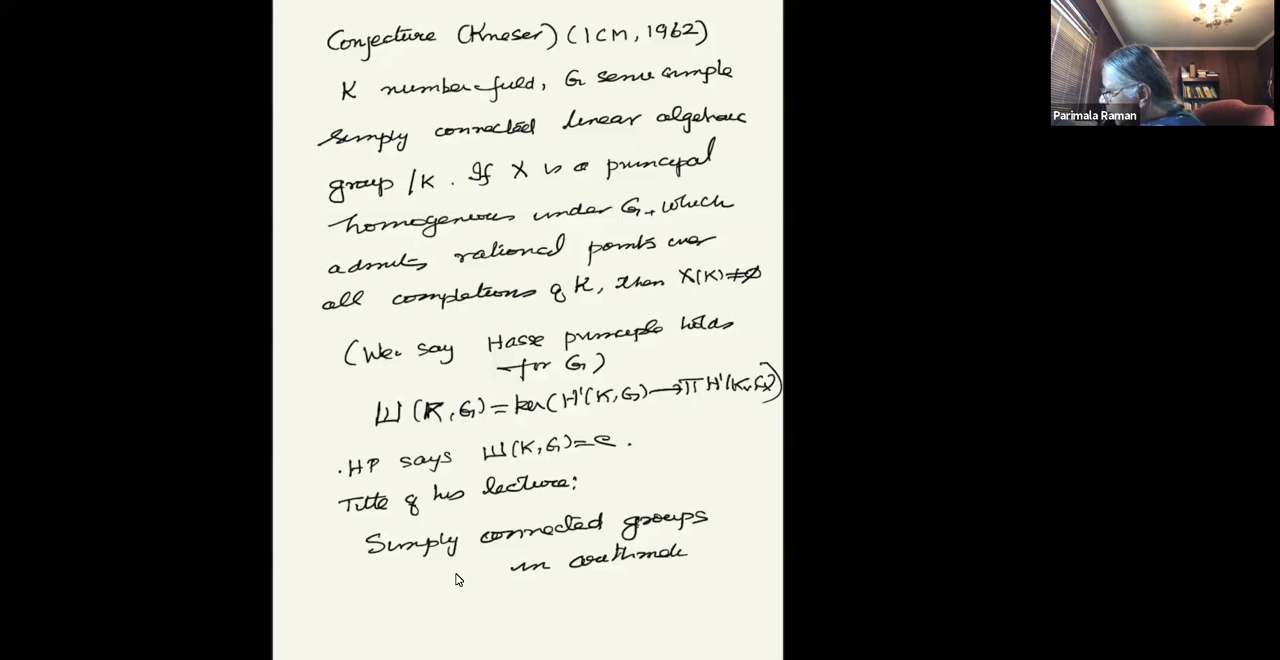 Conjecture (Kneser) (ICM, 1962)
K number field, G semi simple
simply connected linear algebraic
group /K. If X is a principal
homogeneous under G, which
admits rational points over
all completions of K, then X(K)≠∅
(We say Hasse principle holds
for G)
Ш(K,G)=ker(H'(K,G)→ΠH'(Kv,G))
.HP says Ш(K,G)=e.
Title of his lecture:
Simply connected groups
in arithmetic
Parimala Raman